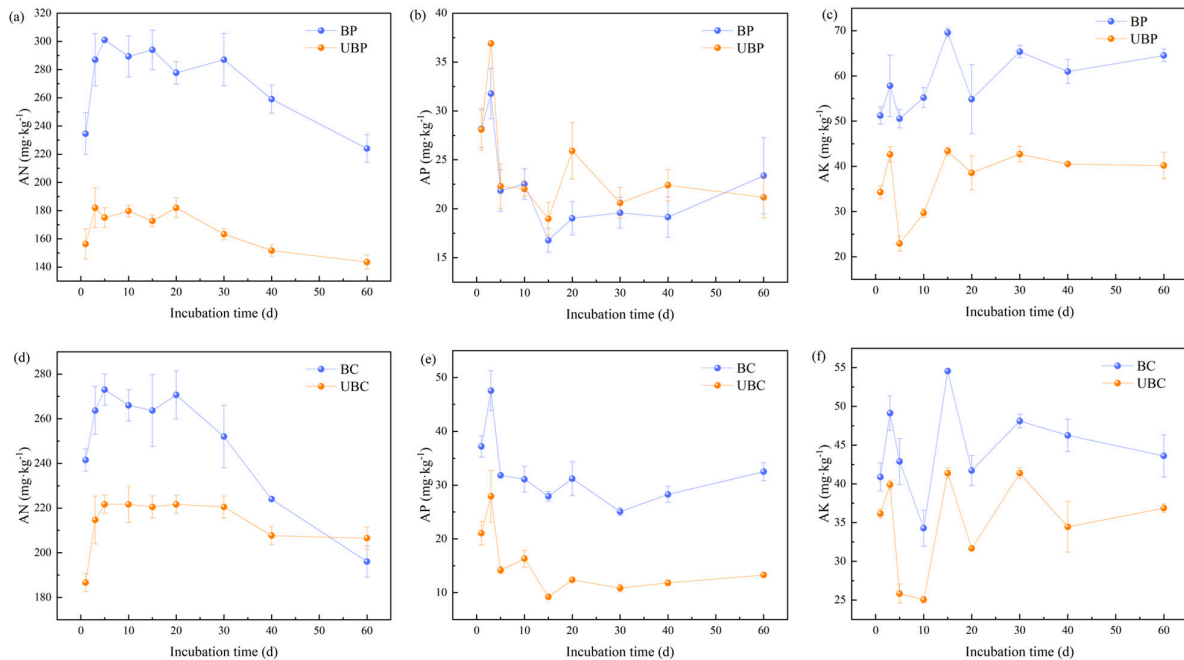 (a)
BP
UBP
320
300
280
260
240
220
200
180
160
140
AN (mg·kg⁻¹)
0
10
20
30
40
50
60
Incubation time (d)
(b)
BP
UBP
40
35
30
25
20
15
AP (mg·kg⁻¹)
0
10
20
30
40
50
60
Incubation time (d)
(c)
BP
UBP
70
60
50
40
30
20
AK (mg·kg⁻¹)
0
10
20
30
40
50
60
Incubation time (d)
(d)
BC
UBC
280
260
240
220
200
180
AN (mg·kg⁻¹)
0
10
20
30
40
50
60
Incubation time (d)
(e)
BC
UBC
50
40
30
20
10
AP (mg·kg⁻¹)
0
10
20
30
40
50
60
Incubation time (d)
(f)
BC
UBC
55
50
45
40
35
30
25
AK (mg·kg⁻¹)
0
10
20
30
40
50
60
Incubation time (d)